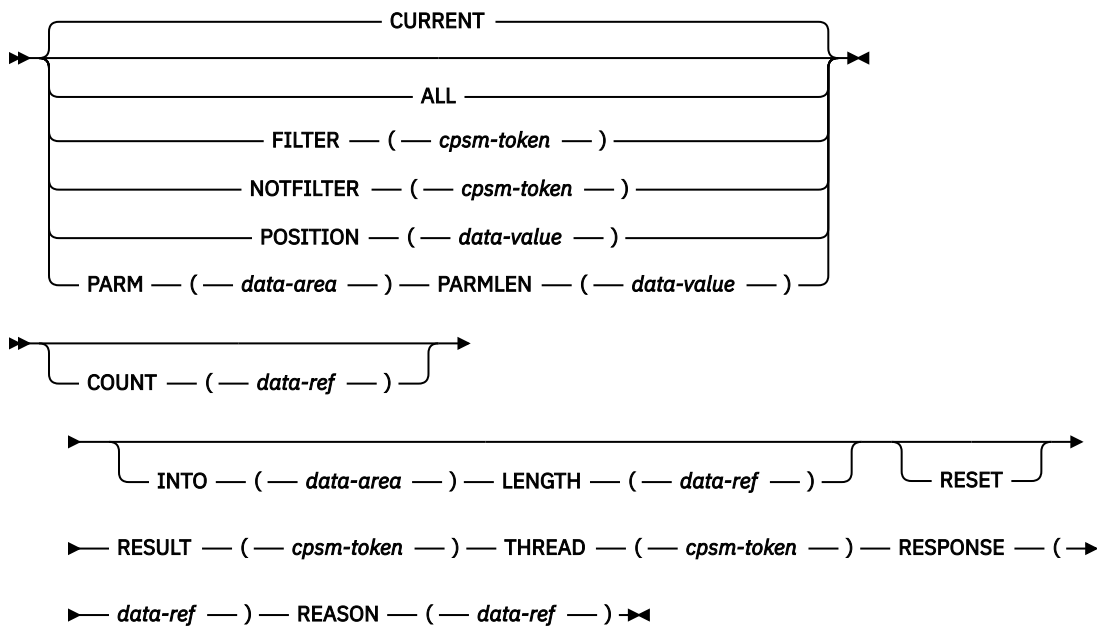 CURRENT
ALL
FILTER ( cpsm-token )
NOTFILTER ( cpsm-token )
POSITION ( data-value )
PARM ( data-area ) PARMLEN ( data-value )
COUNT ( data-ref )
INTO ( data-area ) LENGTH ( data-ref ) RESET
RESULT ( cpsm-token ) THREAD ( cpsm-token ) RESPONSE (
data-ref ) REASON ( data-ref )